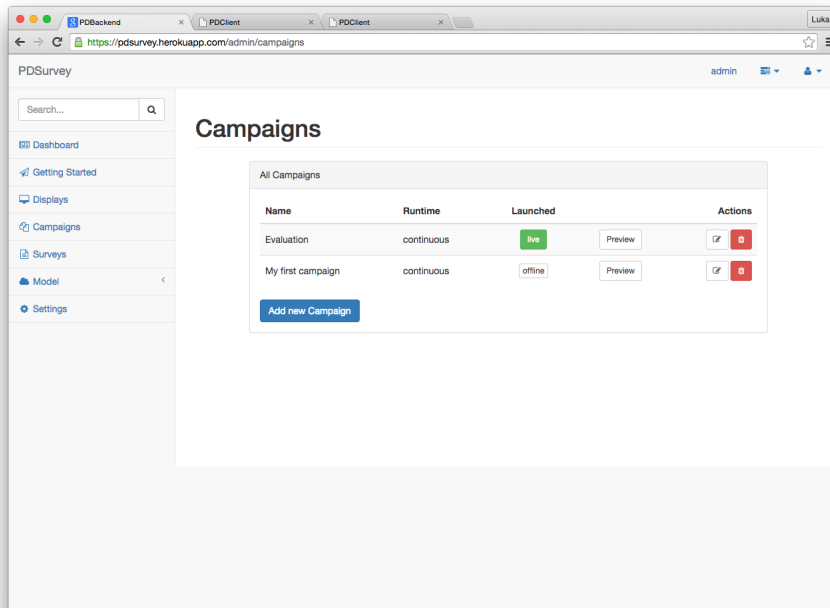 PDBackend
PDClient
PDClient
Luka
https://pdsurvey.herokuapp.com/admin/campaigns
PDSurvey
admin
Search...
Dashboard
Getting Started
Displays
Campaigns
Surveys
Model
Settings
Campaigns
All Campaigns
Name Runtime Launched Actions
Evaluation continuous live Preview
My first campaign continuous offline Preview
Add new Campaign